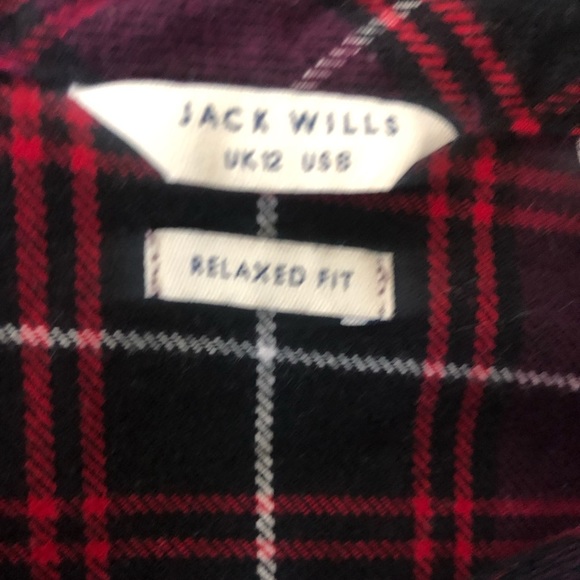 JACK WILLS
UK12 US8
RELAXED FIT